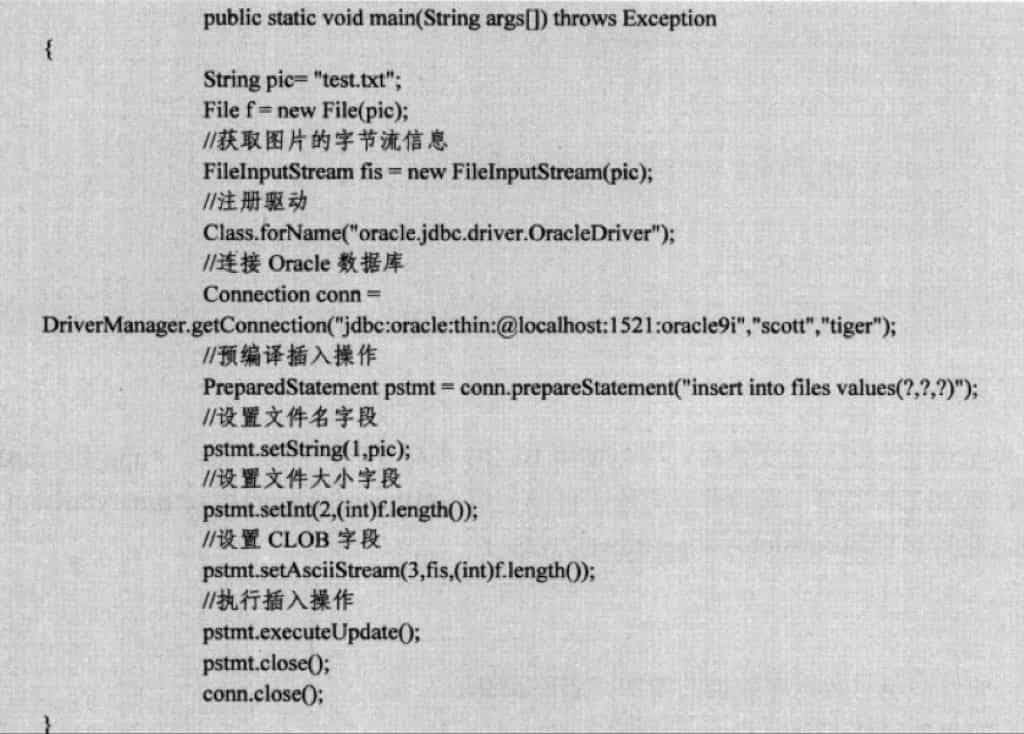 public static void main(String args[]) throws Exception
{
String pic= "test.txt";
File f = new File(pic);
//获取图片的字节流信息
FileInputStream fis = new FileInputStream(pic);
//注册驱动
Class.forName("oracle.jdbc.driver.OracleDriver");
//连接 Oracle 数据库
Connection conn =
DriverManager.getConnection("jdbc:oracle:thin:@localhost:1521:oracle9i","scott","tiger");
//预编译插入操作
PreparedStatement pstmt = conn.prepareStatement("insert into files values(?,?,?)");
//设置文件名字段
pstmt.setString(1,pic);
//设置文件大小字段
pstmt.setInt(2,(int)f.length());
//设置 CLOB 字段
pstmt.setAsciiStream(3,fis,(int)f.length());
//执行插入操作
pstmt.executeUpdate();
pstmt.close();
conn.close();
}